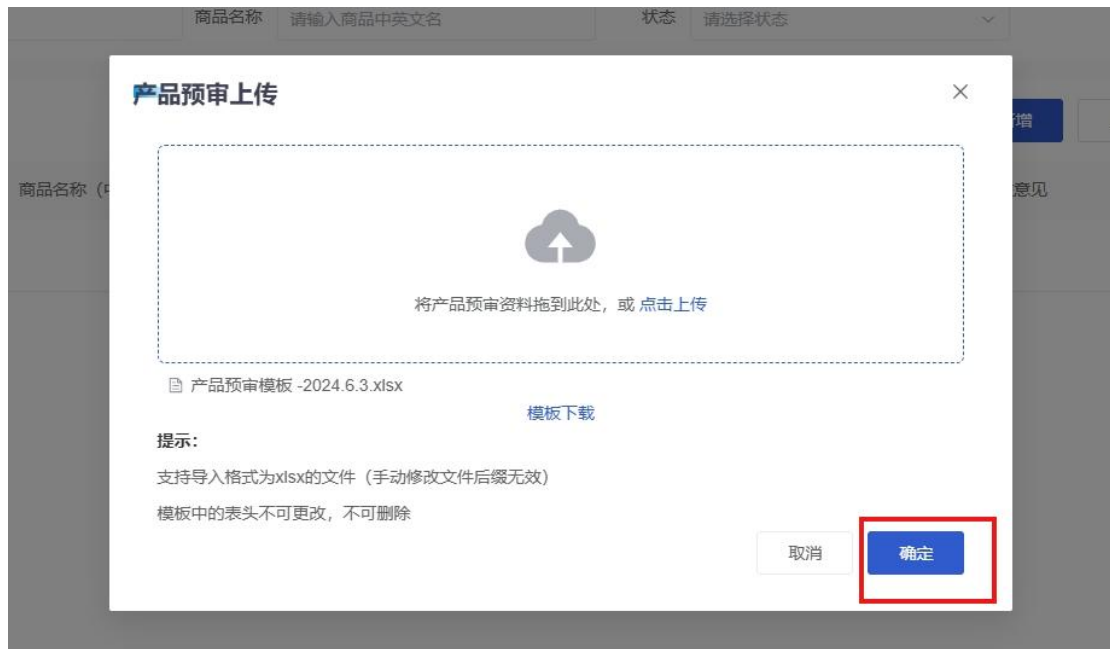 商品名称 请输入商品中英文名 状态 请选择状态
产品预审上传
增
商品名称（
意见
将产品预审资料拖到此处，或 点击上传
产品预审模板 -2024.6.3.xlsx
模板下载
提示：
支持导入格式为xlsx的文件（手动修改文件后缀无效）
模板中的表头不可更改，不可删除
取消 确定